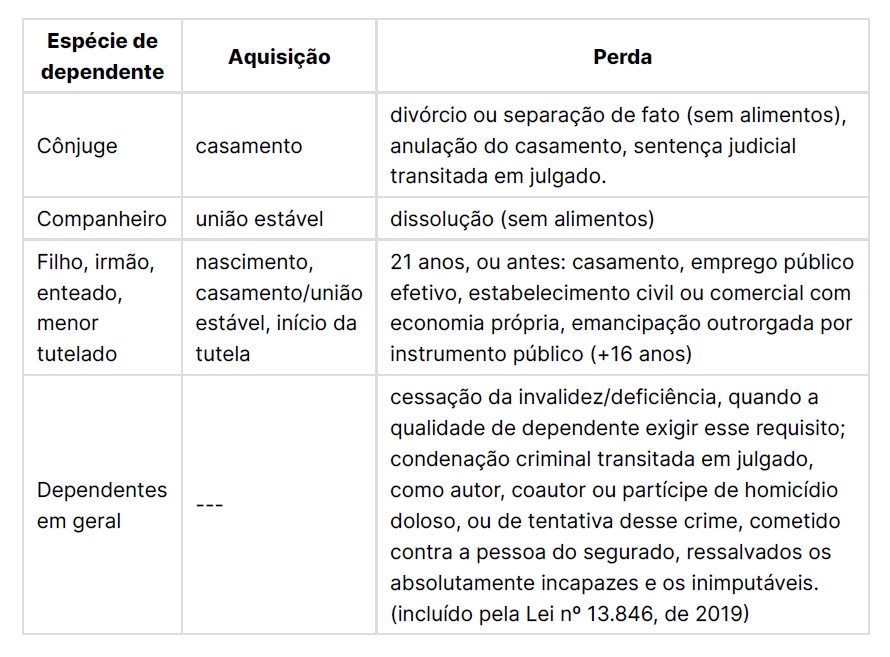 Espécie de
dependente
Aquisição
Perda
Cônjuge
casamento
divórcio ou separação de fato (sem alimentos),
anulação do casamento, sentença judicial
transitada em julgado.
Companheiro
união estável
dissolução (sem alimentos)
Filho, irmão,
enteado,
menor
tutelado
nascimento,
casamento/união
estável, início da
tutela
21 anos, ou antes: casamento, emprego público
efetivo, estabelecimento civil ou comercial com
economia própria, emancipação outrorgada por
instrumento público (+16 anos)
Dependentes
em geral
---
cessação da invalidez/deficiência, quando a
qualidade de dependente exigir esse requisito;
condenação criminal transitada em julgado,
como autor, coautor ou partícipe de homicídio
doloso, ou de tentativa desse crime, cometido
contra a pessoa do segurado, ressalvados os
absolutamente incapazes e os inimputáveis.
(incluído pela Lei nº 13.846, de 2019)